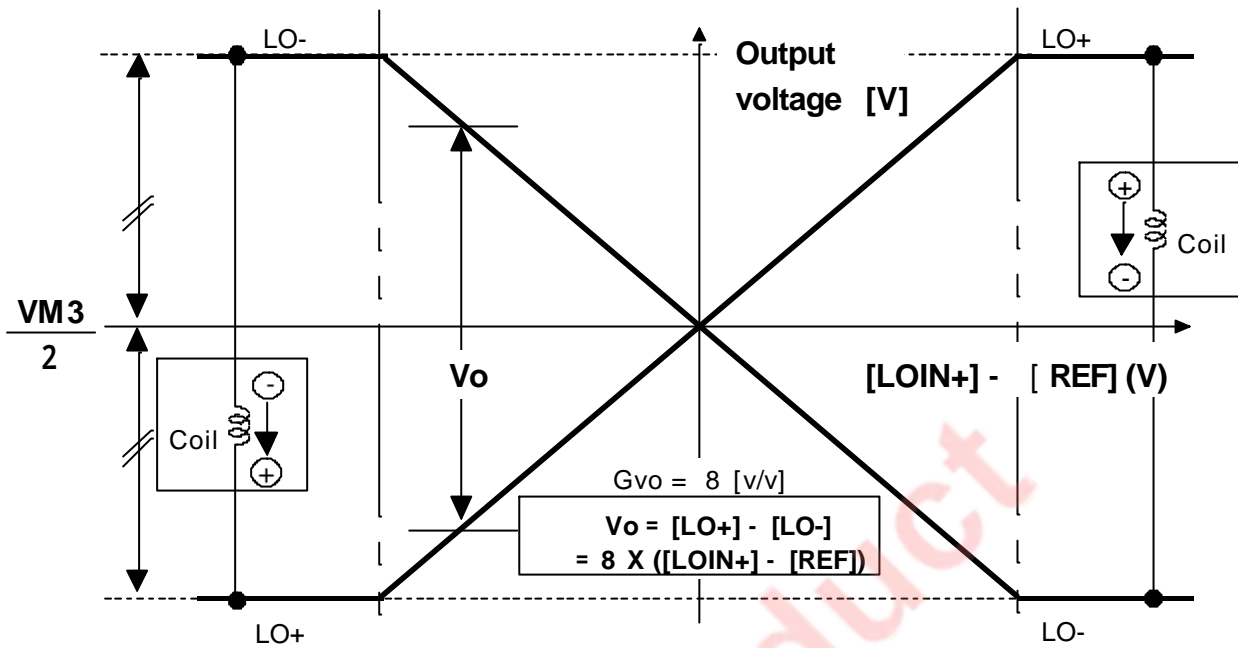 LO-
LO+
Output
voltage [V]
+
-
Coil
VM3
2
Vo
[LOIN+] - [ REF] (V)
-
Coil
+
Gvo = 8 [v/v]
Vo = [LO+] - [LO-]
= 8 X ([LOIN+] - [REF])
LO+
LO-
duct